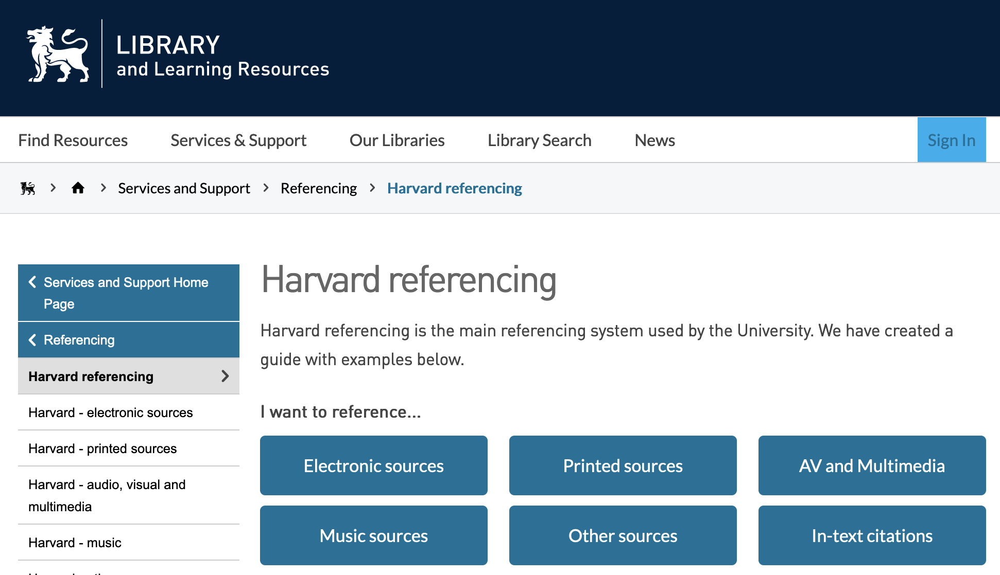 LIBRARY
and Learning Resources
Find Resources
Services & Support
Our Libraries
Library Search
News
Sign In
Services and Support
Referencing
Harvard referencing
Services and Support Home
Page
Referencing
Harvard referencing
Harvard - electronic sources
Harvard - printed sources
Harvard - audio, visual and
multimedia
Harvard - music
Harvard referencing
Harvard referencing is the main referencing system used by the University. We have created a
guide with examples below.
I want to reference...
Electronic sources
Printed sources
AV and Multimedia
Music sources
Other sources
In-text citations